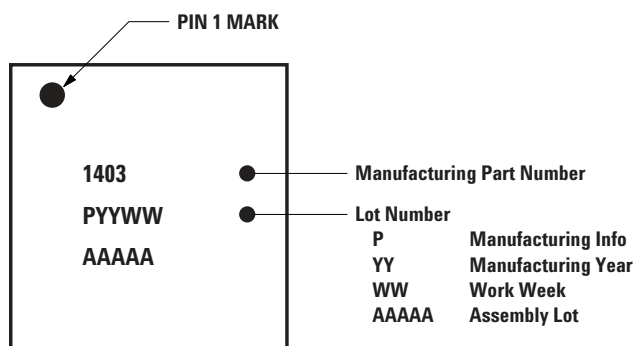 PIN 1 MARK
1403
Manufacturing Part Number
PYYWW
Lot Number
AAAAA
P Manufacturing Info
YY Manufacturing Year
WW Work Week
AAAAA Assembly Lot